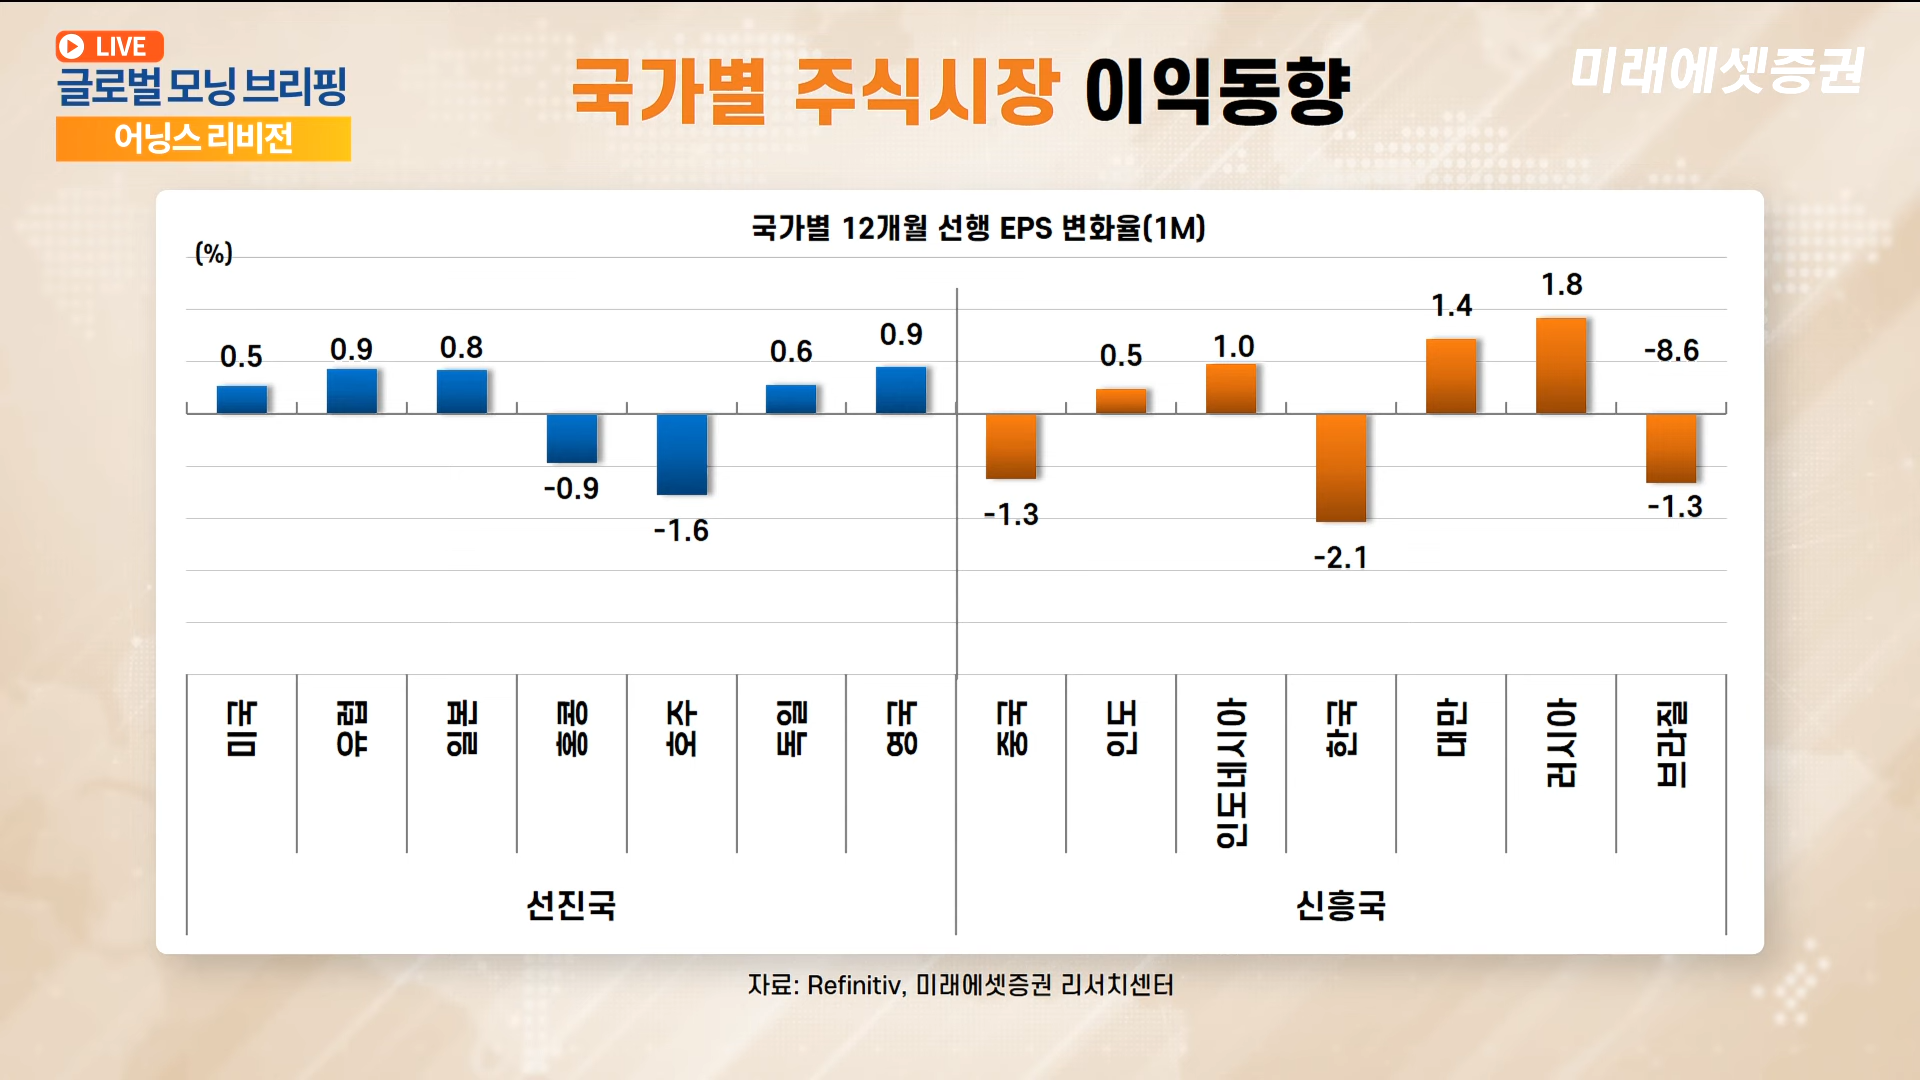 LIVE
글로벌 모닝 브리핑
어닝스 리비전
국가별 주식시장 이익동향
미래에셋증권
국가별 12개월 선행 EPS 변화율(1M)
(%)
0.5
0.9
0.8
-0.9
-1.6
0.6
0.9
-1.3
0.5
1.0
-2.1
1.4
1.8
-8.6
-1.3
미국
유럽
일본
홍콩
호주
독일
영국
중국
인도
인도네시아
한국
대만
러시아
브라질
선진국
신흥국
자료: Refinitiv, 미래에셋증권 리서치센터